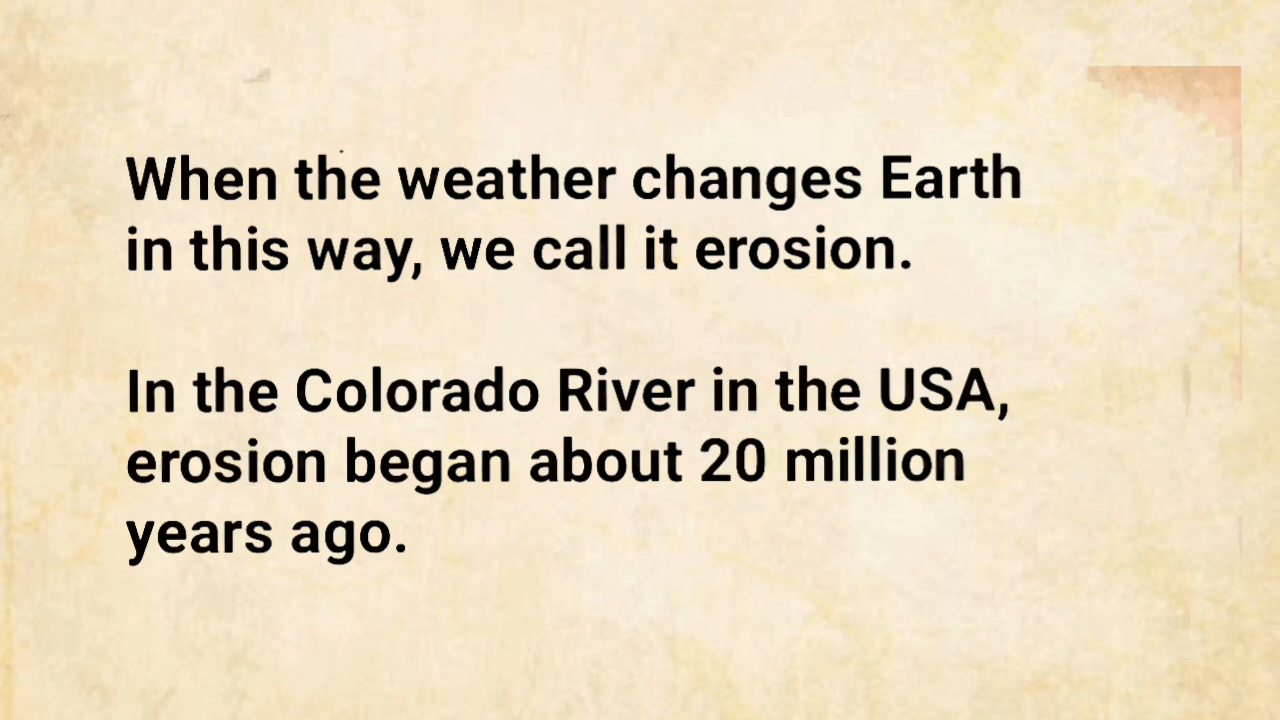 When the weather changes Earth
in this way, we call it erosion.
In the Colorado River in the USA,
erosion began about 20 million
years ago.